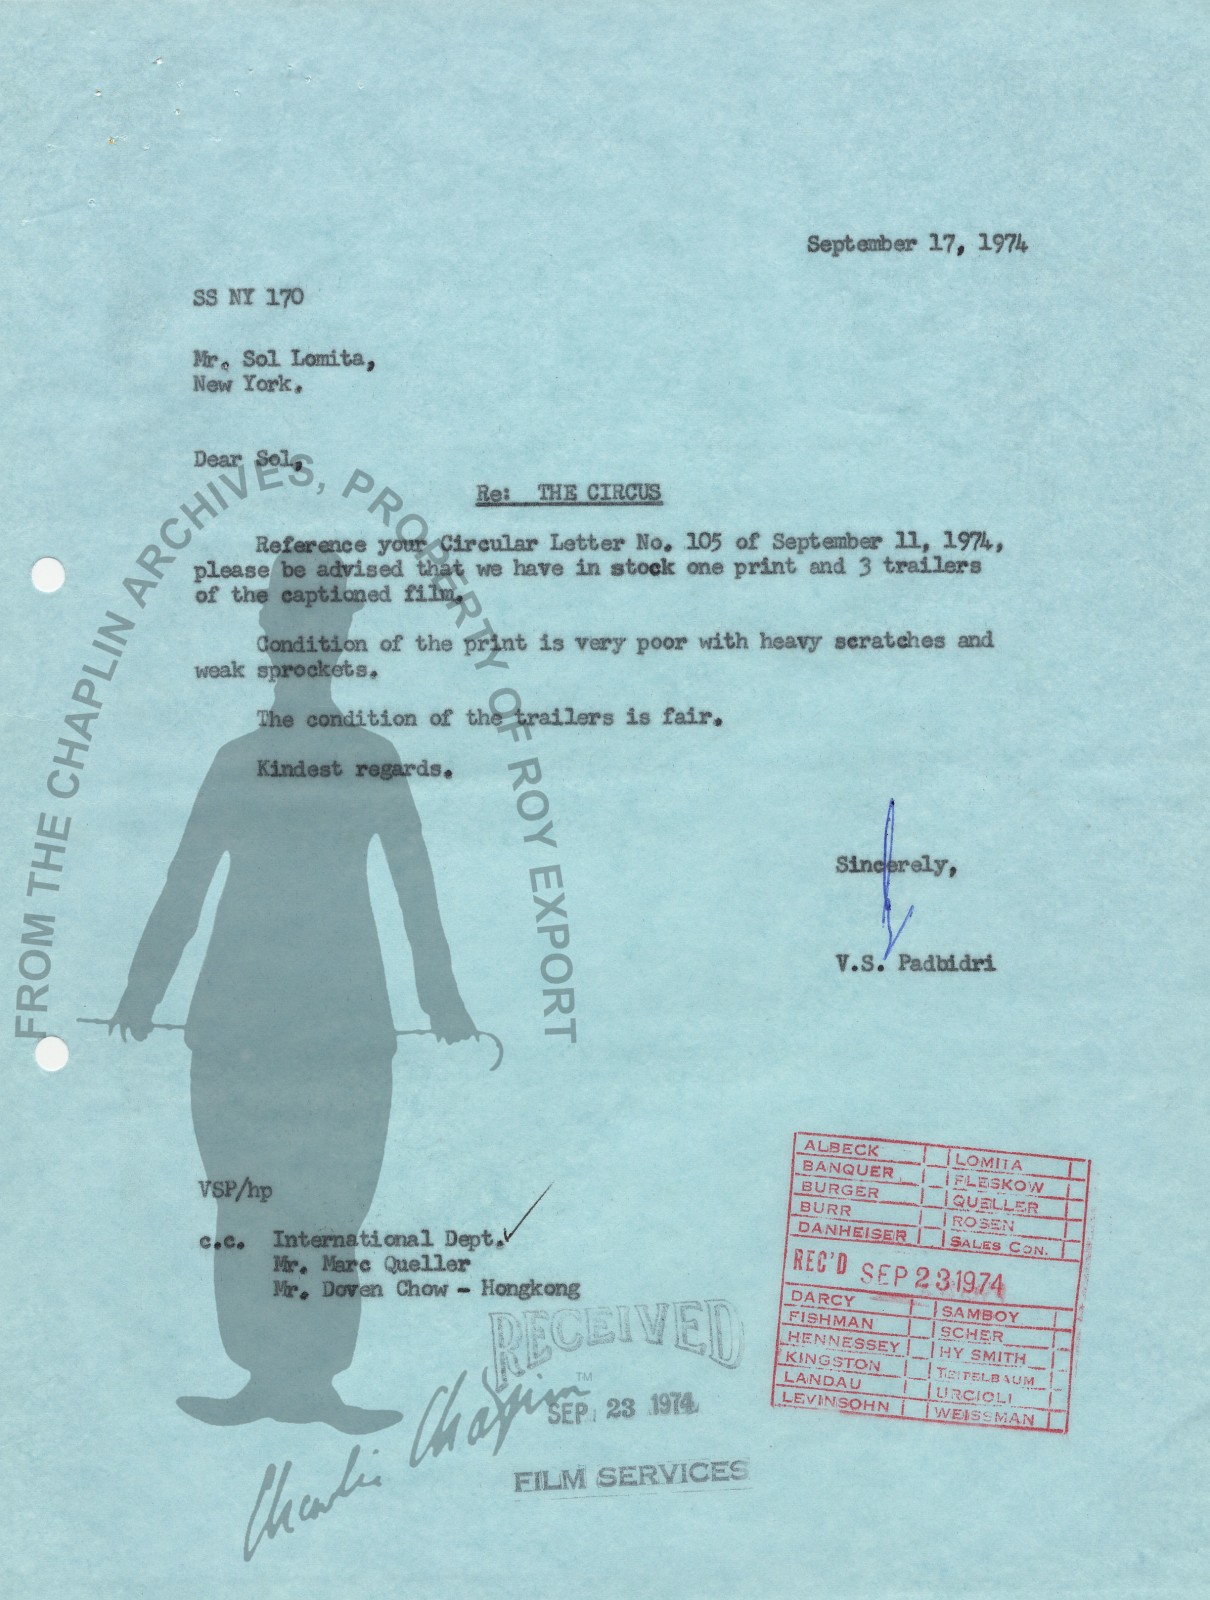 September 17, 1974
SS NY 170
Mr. Sol Lomita,
New York.
Dear Sol,
Re: THE CIRCUS
Reference your Circular Letter No. 105 of September 11, 1974,
please be advised that we have in stock one print and 3 trailers
of the captioned film.
Condition of the print is very poor with heavy scratches and
weak sprockets.
The condition of the trailers is fair.
Kindest regards.
Sincerely,
V.S. Padbidri
VSP/hp
c.c. International Dept.
Mr. Marc Queller
Mr. Doven Chow - Hongkong
ALBECK LOMITA
BANQUER PLESKOW
BURGER QUELLER
BURR ROSEN
DANHEISER SALES CON.
REC'D SEP 23 1974
DARCY SAMBOY
FISHMAN SCHER
HENNESSEY HY SMITH
KINGSTON TEITELBAUM
LANDAU URCIOLI
LEVINSOHN WEISSMAN
RECEIVED
SEP 23 1974
FILM SERVICES
FROM THE CHAPLIN ARCHIVES, PROPERTY OF ROY EXPORT
Charlie Chaplin TM